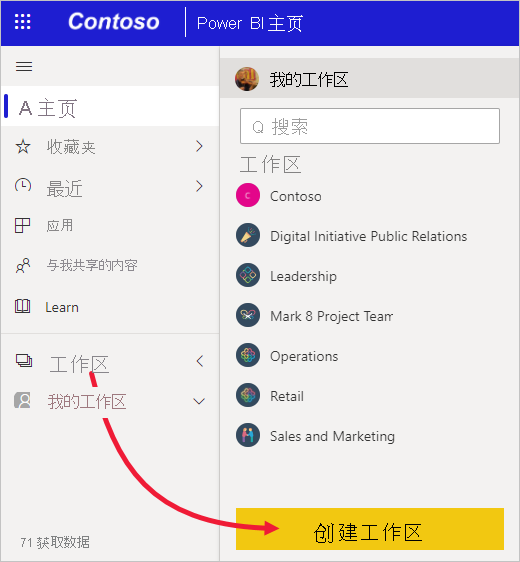 Contoso
Power BI 主页
A 主页
收藏夹
最近
应用
与我共享的内容
Learn
工作区
我的工作区
71 获取数据
我的工作区
Q 搜索
工作区
C
Contoso
Digital Initiative Public Relations
Leadership
Mark 8 Project Team
Operations
Retail
Sales and Marketing
创建工作区